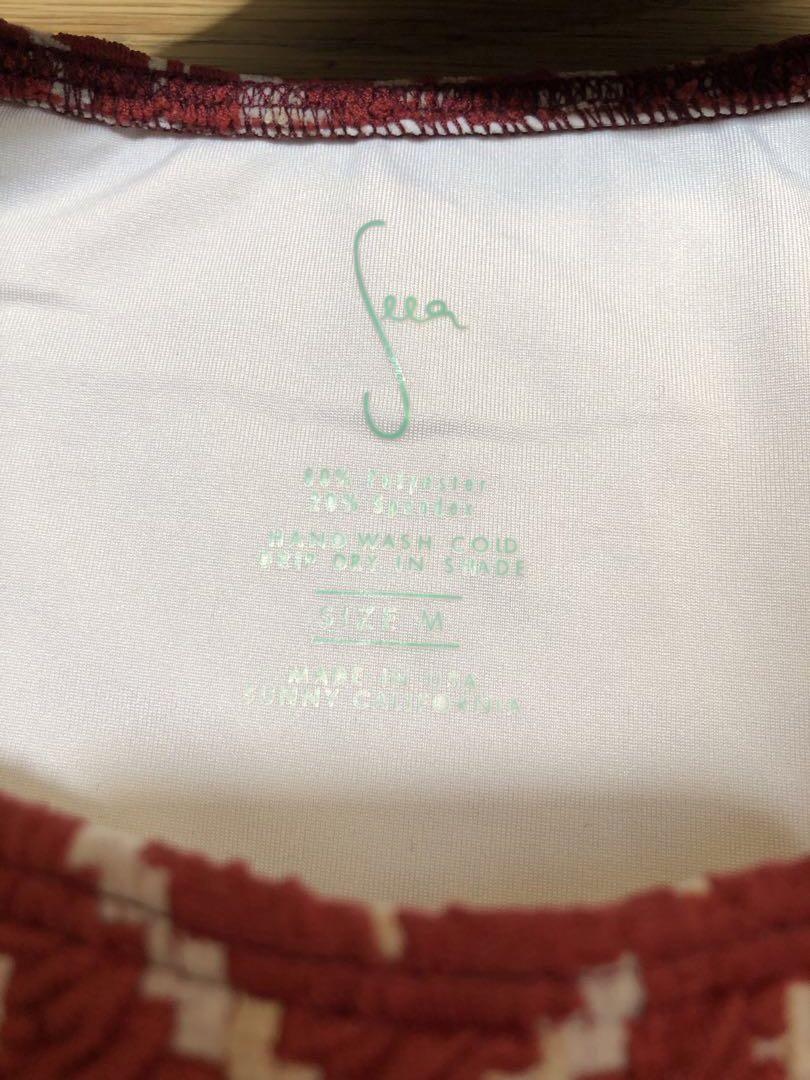 Seea
80% Polyester
20% Spandex
HAND WASH COLD
DRIP DRY IN SHADE
SIZE M
MADE IN USA
SUNNY CALIFORNIA